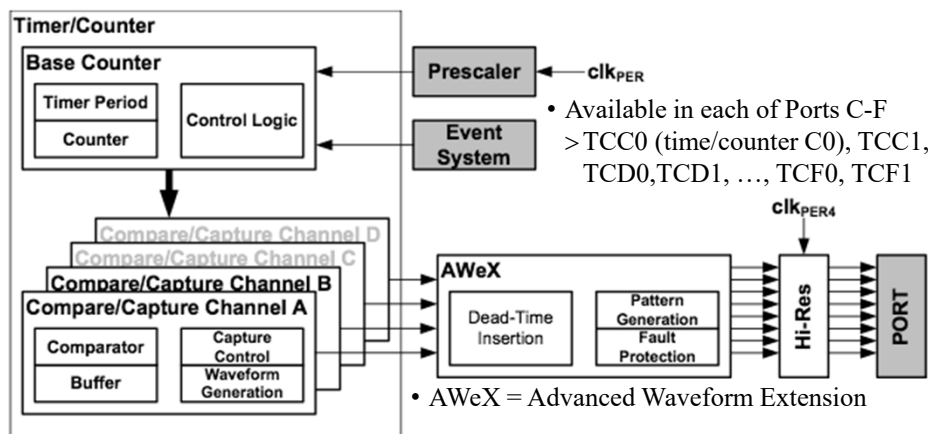 Timer/Counter
Base Counter
Timer Period
Counter
Control Logic
Prescaler
clkPER
Event
System
• Available in each of Ports C-F
> TCC0 (time/counter C0), TCC1,
TCD0,TCD1, …, TCF0, TCF1
Compare/Capture Channel D
Compare/Capture Channel C
Compare/Capture Channel B
Compare/Capture Channel A
Comparator
Buffer
Capture
Control
Waveform
Generation
AWeX
Dead-Time
Insertion
Pattern
Generation
Fault
Protection
clkPER4
Hi-Res
PORT
• AWeX = Advanced Waveform Extension